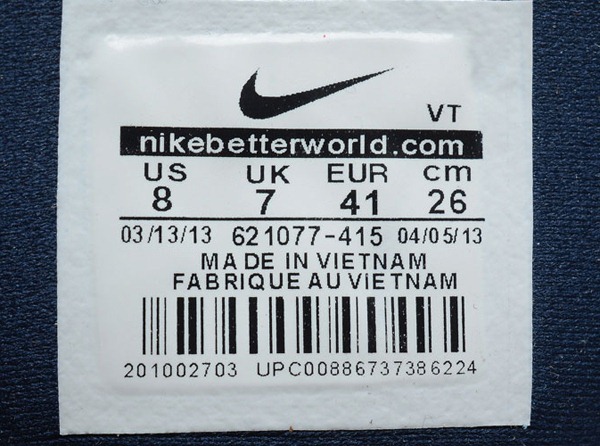 VT
nikebetterworld.com
US UK EUR cm
8 7 41 26
03/13/13 621077-415 04/05/13
MADE IN VIETNAM
FABRIQUE AU VIETNAM
201002703 UPC00886737386224